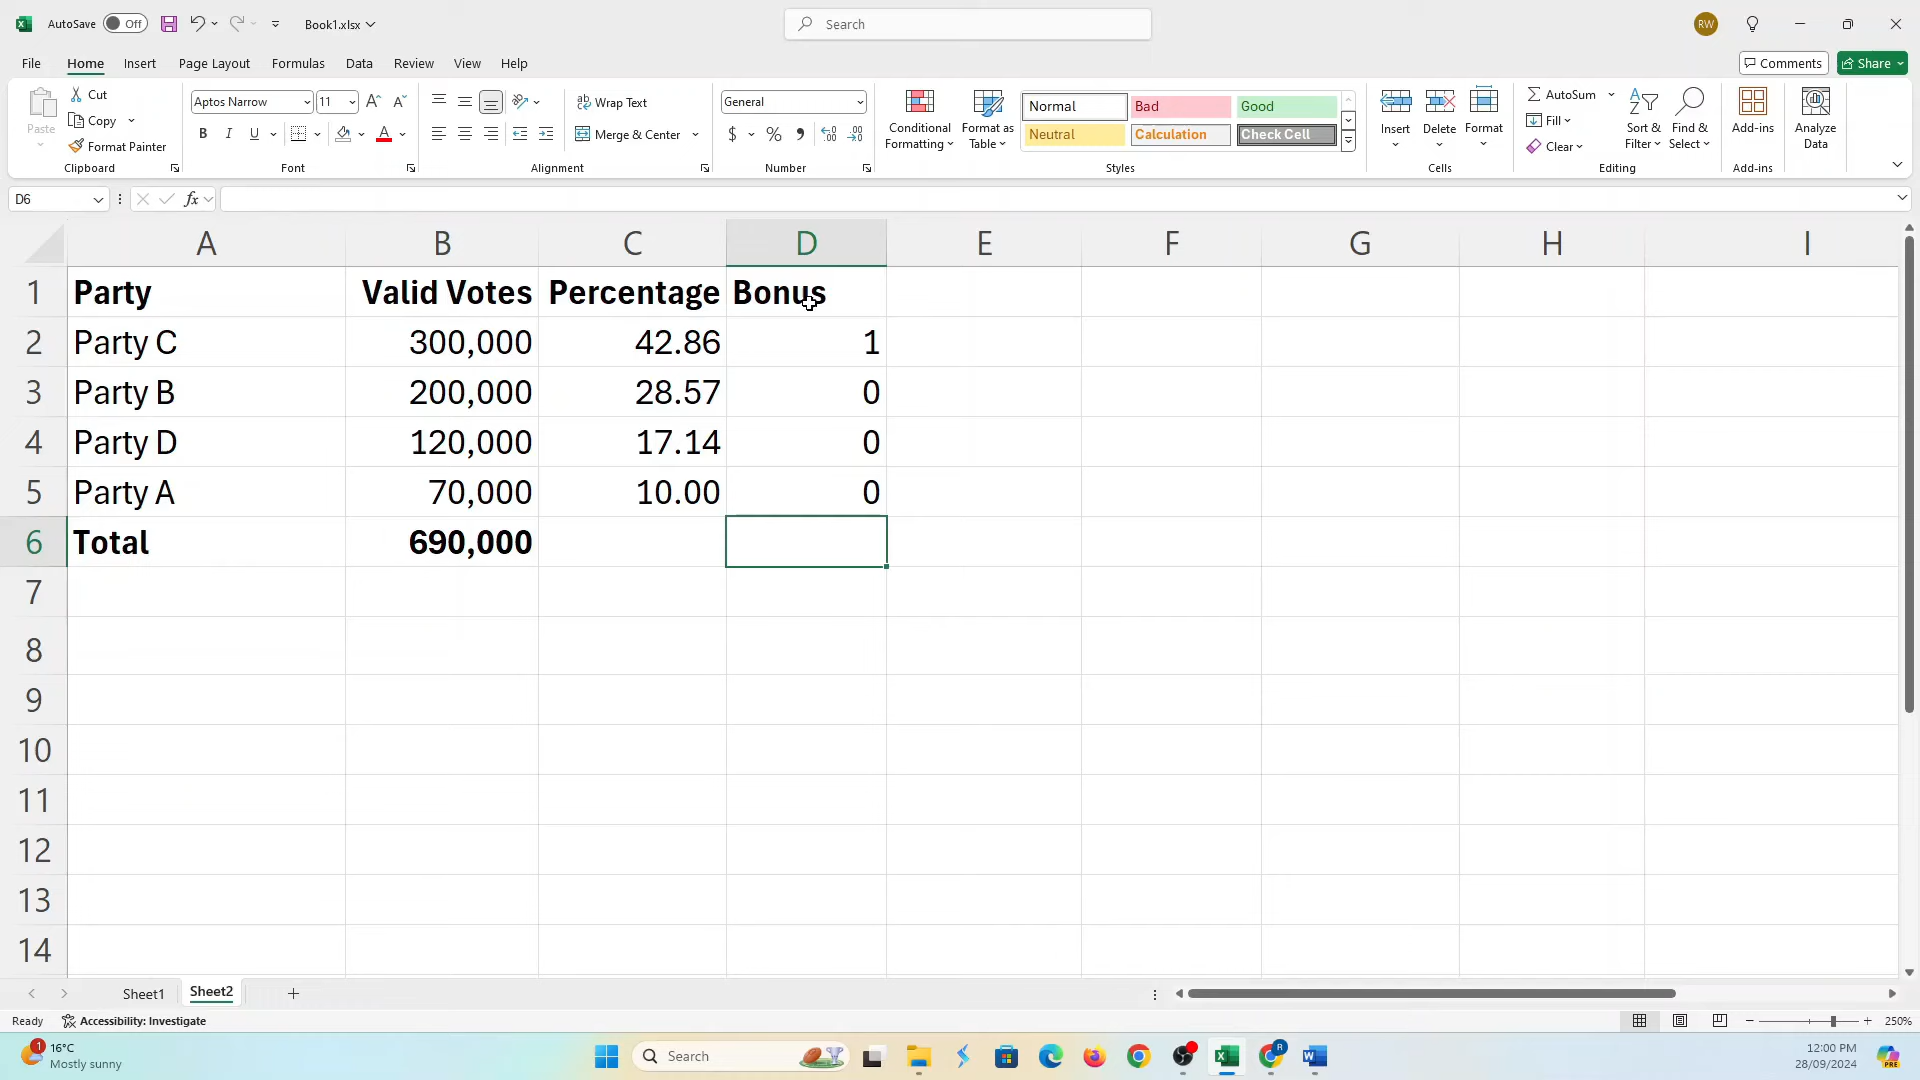 AutoSave Off Book1.xlsx Search RW
File Home Insert Page Layout Formulas Data Review View Help Comments Share
Paste Cut Copy Format Painter Clipboard
Aptos Narrow 11 B I U A Font
Wrap Text Merge & Center Alignment
General $ % Number
Conditional Formatting Format as Table
Normal Bad Good
Neutral Calculation Check Cell
Styles
Insert Delete Format Cells
AutoSum Fill Clear Sort & Filter Find & Select Editing
Add-ins Add-ins Analyze Data
D6 fx
A B C D E F G H I
1 Party Valid Votes Percentage Bonus
2 Party C 300,000 42.86 1
3 Party B 200,000 28.57 0
4 Party D 120,000 17.14 0
5 Party A 70,000 10.00 0
6 Total 690,000
7
8
9
10
11
12
13
14
Sheet1 Sheet2
Ready Accessibility: Investigate 250%
1 16°C Search 12:00 PM
Mostly sunny 28/09/2024